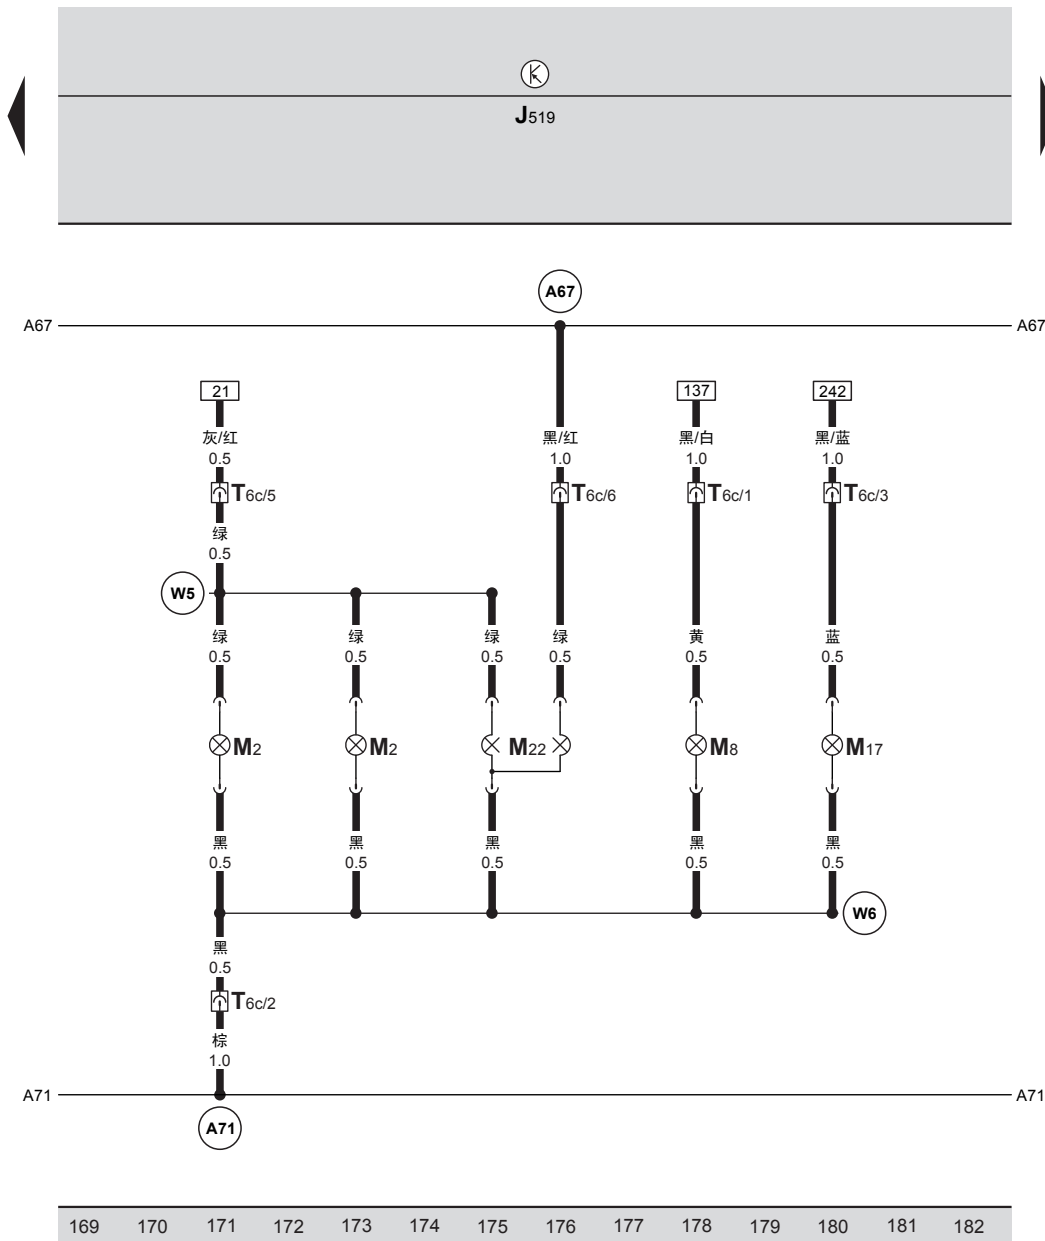 J519
A67
A67 A67
21 137 242
灰/红 黑/红 黑/白 黑/蓝
0.5 1.0 1.0 1.0
T6c/5 T6c/6 T6c/1 T6c/3
绿
0.5
W5
绿 绿 绿 绿 黄 蓝
0.5 0.5 0.5 0.5 0.5 0.5
M2 M2 M22 M8 M17
黑 黑 黑 黑 黑
0.5 0.5 0.5 0.5 0.5
W6
黑
0.5
T6c/2
棕
1.0
A71 A71
A71
169 170 171 172 173 174 175 176 177 178 179 180 181 182